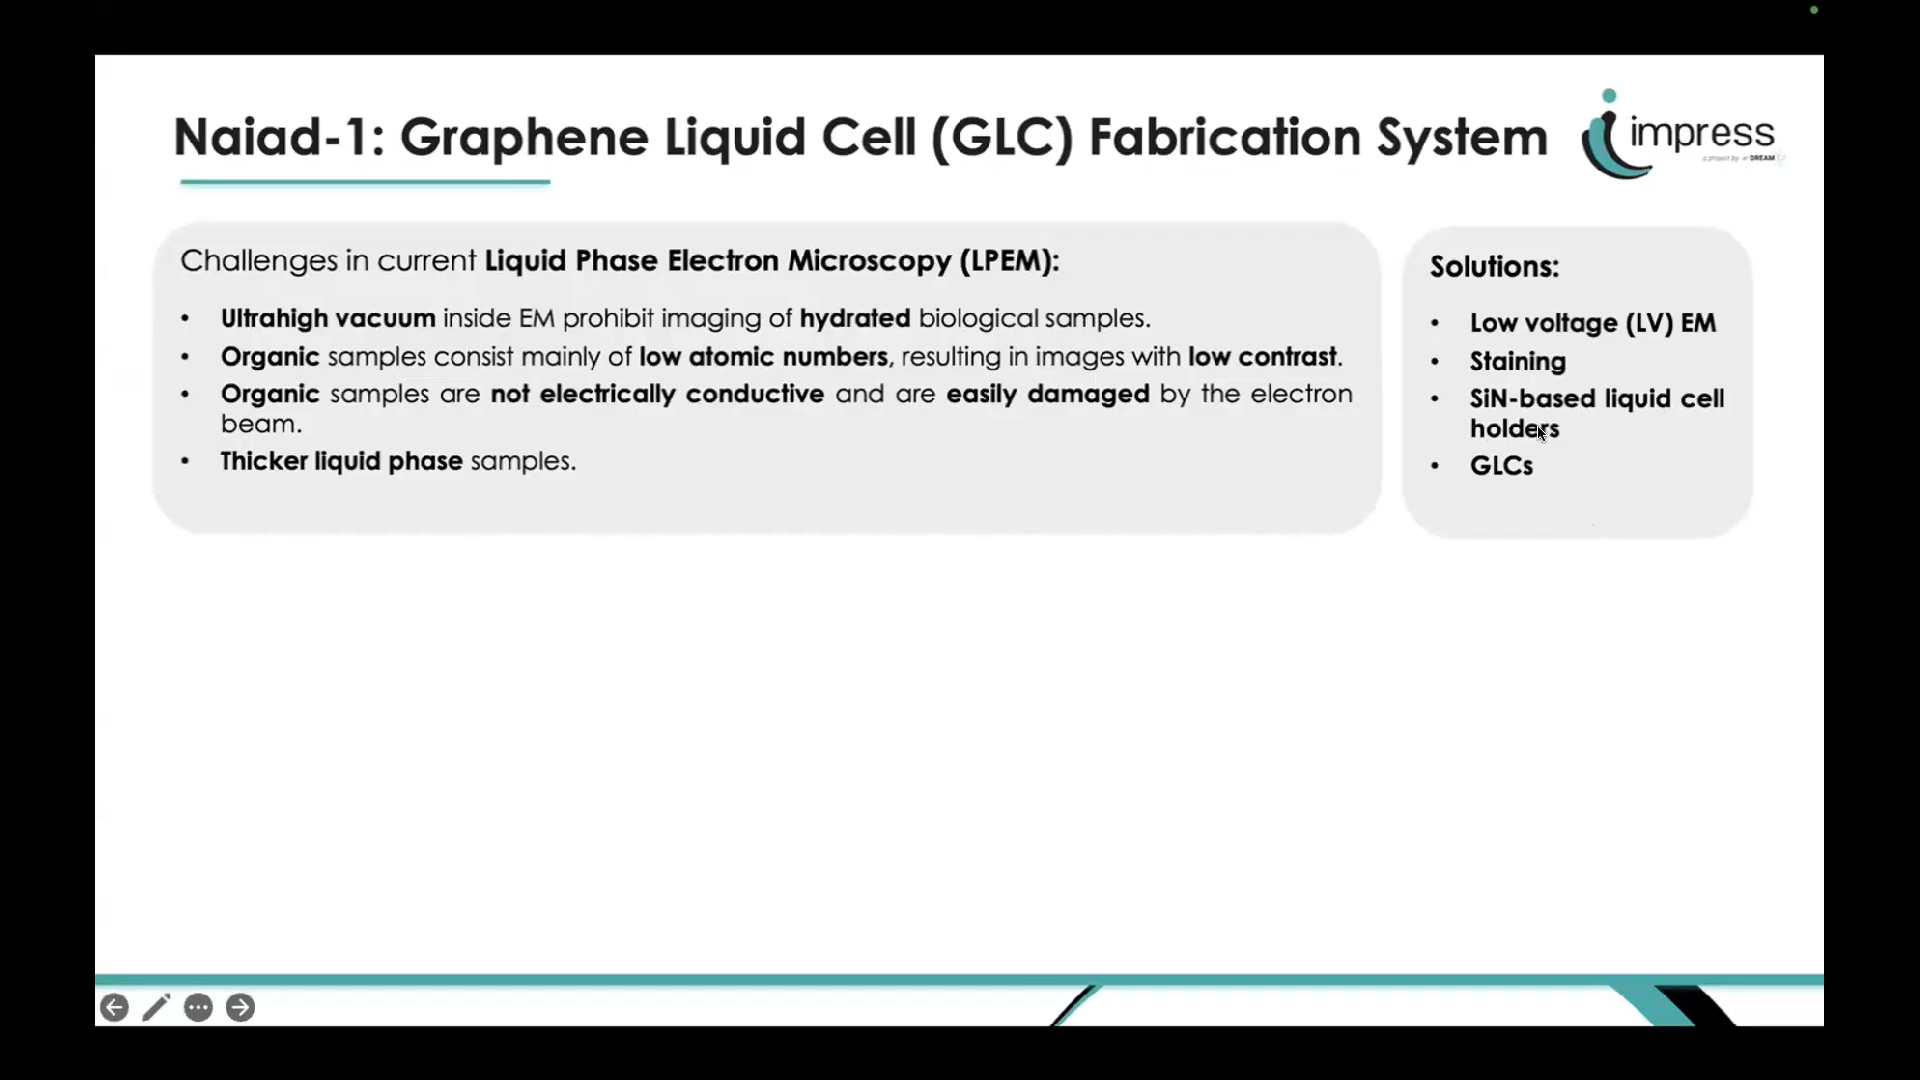 Naiad-1: Graphene Liquid Cell (GLC) Fabrication System
impress
a project by DREAM
Challenges in current Liquid Phase Electron Microscopy (LPEM):
• Ultrahigh vacuum inside EM prohibit imaging of hydrated biological samples.
• Organic samples consist mainly of low atomic numbers, resulting in images with low contrast.
• Organic samples are not electrically conductive and are easily damaged by the electron
beam.
• Thicker liquid phase samples.
Solutions:
• Low voltage (LV) EM
• Staining
• SiN-based liquid cell
holders
• GLCs